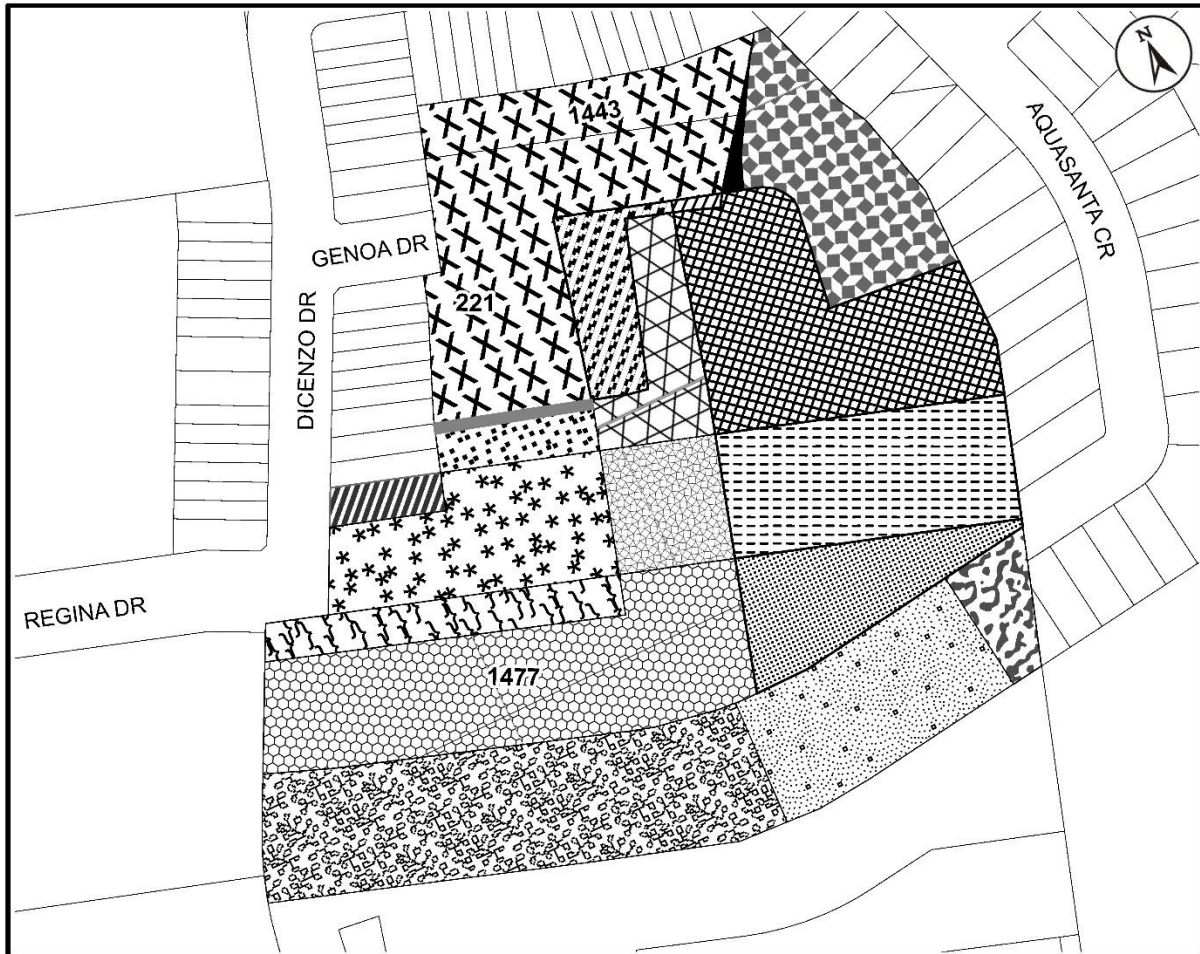 N
1443
AQUASANTA CR
GENOA DR
221
DICENZO DR
REGINA DR
1477